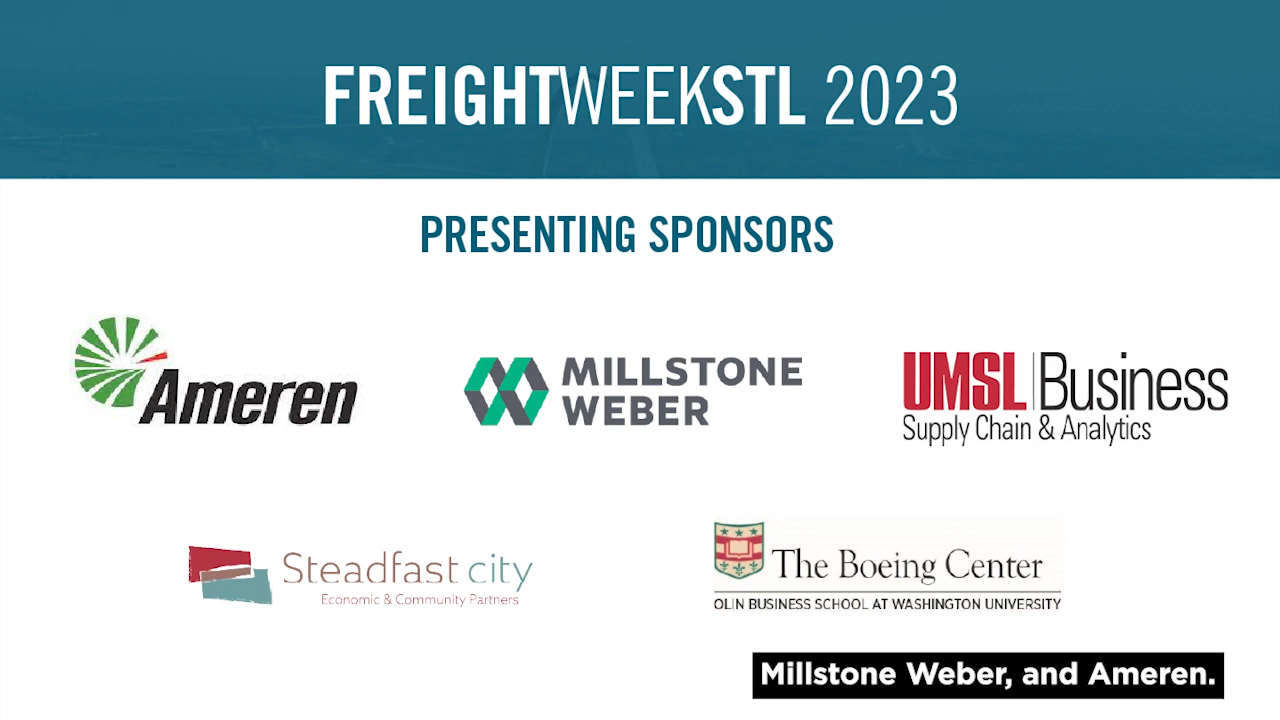 FREIGHTWEEKSTL 2023
PRESENTING SPONSORS
Ameren
MILLSTONE
WEBER
UMSL Business
Supply Chain & Analytics
Steadfast city
Economic & Community Partners
The Boeing Center
OLIN BUSINESS SCHOOL AT WASHINGTON UNIVERSITY
Millstone Weber, and Ameren.